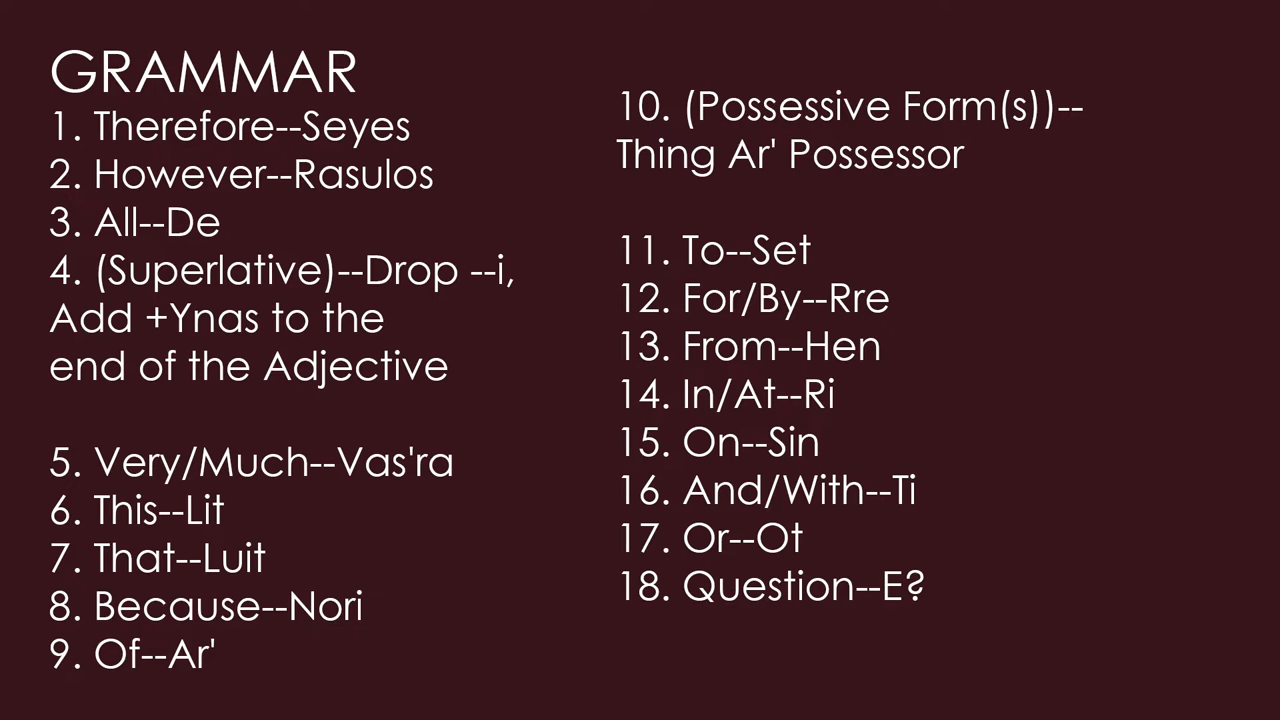 GRAMMAR
1. Therefore--Seyes
2. However--Rasulos
3. All--De
4. (Superlative)--Drop --i,
Add +Ynas to the
end of the Adjective
5. Very/Much--Vas'ra
6. This--Lit
7. That--Luit
8. Because--Nori
9. Of--Ar'
10. (Possessive Form(s))--
Thing Ar' Possessor
11. To--Set
12. For/By--Rre
13. From--Hen
14. In/At--Ri
15. On--Sin
16. And/With--Ti
17. Or--Ot
18. Question--E?